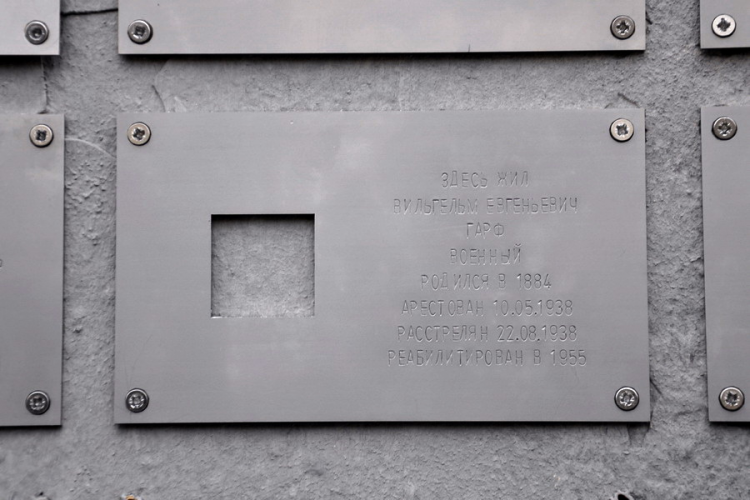 ЗДЕСЬ ЖИЛ
ВИЛЬГЕЛЬМ ЕВГЕНЬЕВИЧ
ГАРФ
ВОЕННЫЙ
РОДИЛСЯ В 1884
АРЕСТОВАН 10.05.1938
РАССТРЕЛЯН 22.08.1938
РЕАБИЛИТИРОВАН В 1955